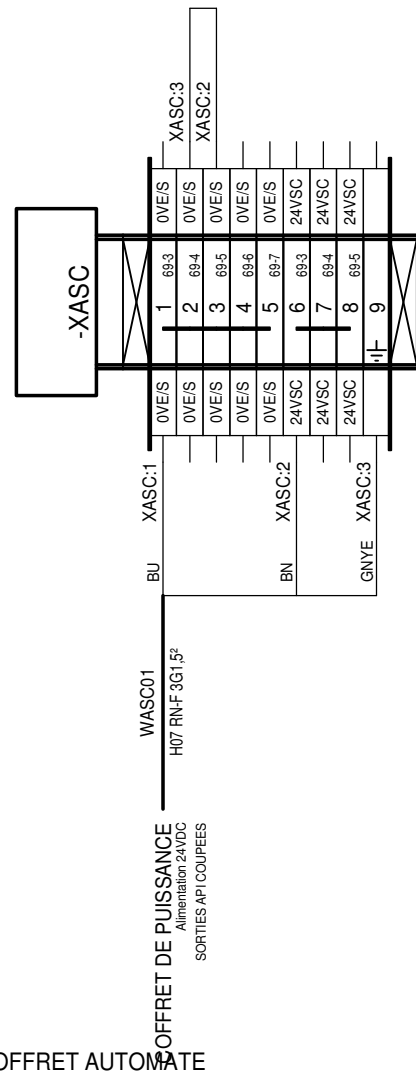 -XASC
XASC:3
XASC:2
XASC:1
BU
0VE/S 1 69-3 0VE/S
0VE/S 2 69-4 0VE/S
0VE/S 3 69-5 0VE/S
0VE/S 4 69-6 0VE/S
0VE/S 5 69-7 0VE/S
XASC:2
BN
24VSC 6 69-3 24VSC
24VSC 7 69-4 24VSC
24VSC 8 69-5 24VSC
XASC:3
GNYE
9
WASC01
H07 RN-F 3G1,5²
COFFRET DE PUISSANCE
Alimentation 24VDC
SORTIES API COUPEES
OFFRET AUTOMATE